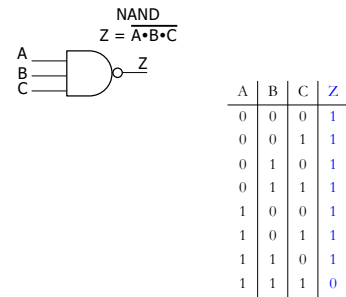 NAND
Z = A•B•C
A
B
C
Z
A B C Z
0 0 0 1
0 0 1 1
0 1 0 1
0 1 1 1
1 0 0 1
1 0 1 1
1 1 0 1
1 1 1 0